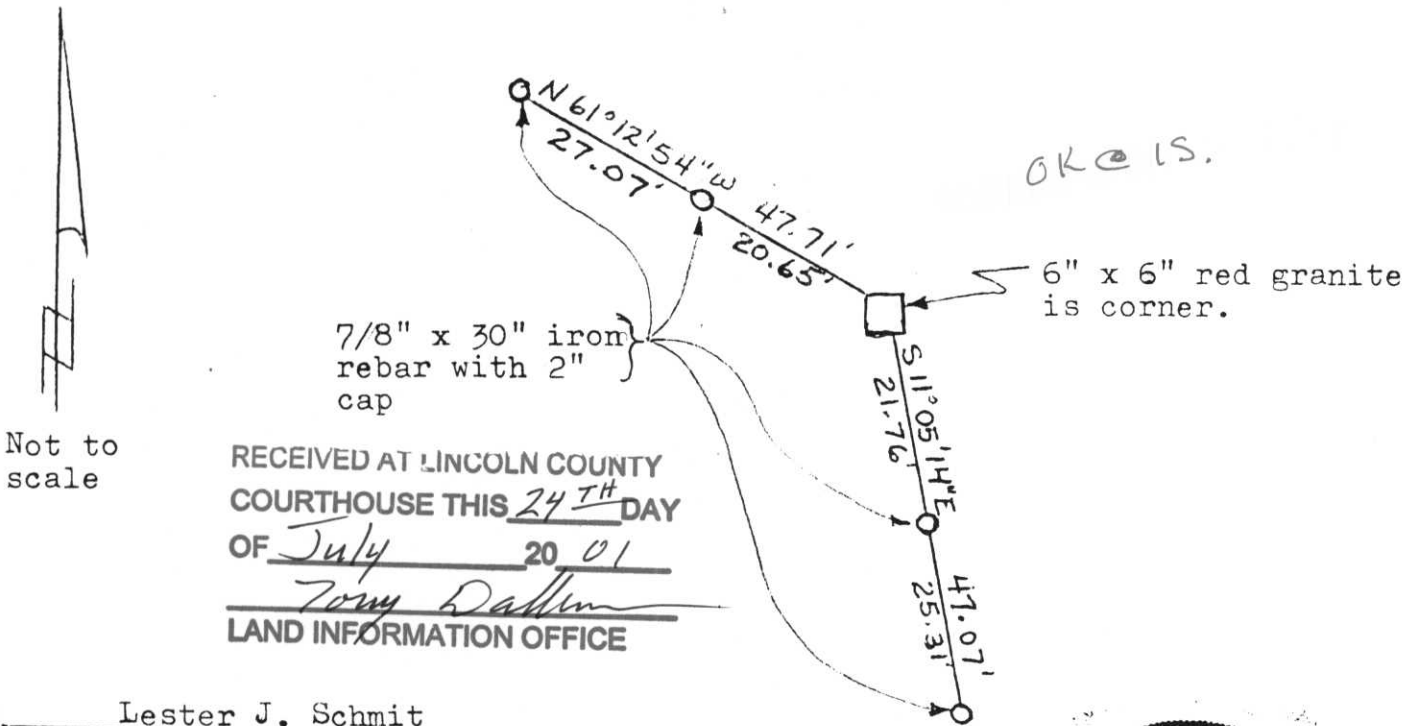 N 61°12'54"W
27.07'
47.71'
20.65'
OK @ IS.
6" x 6" red granite
is corner.
7/8" x 30" iron
rebar with 2"
cap
S 11°05'14"E
21.76'
47.07'
25.31'
Not to
scale
RECEIVED AT LINCOLN COUNTY
COURTHOUSE THIS 24TH DAY
OF July 20 01
Tony
LAND INFORMATION OFFICE
Lester J. Schmit